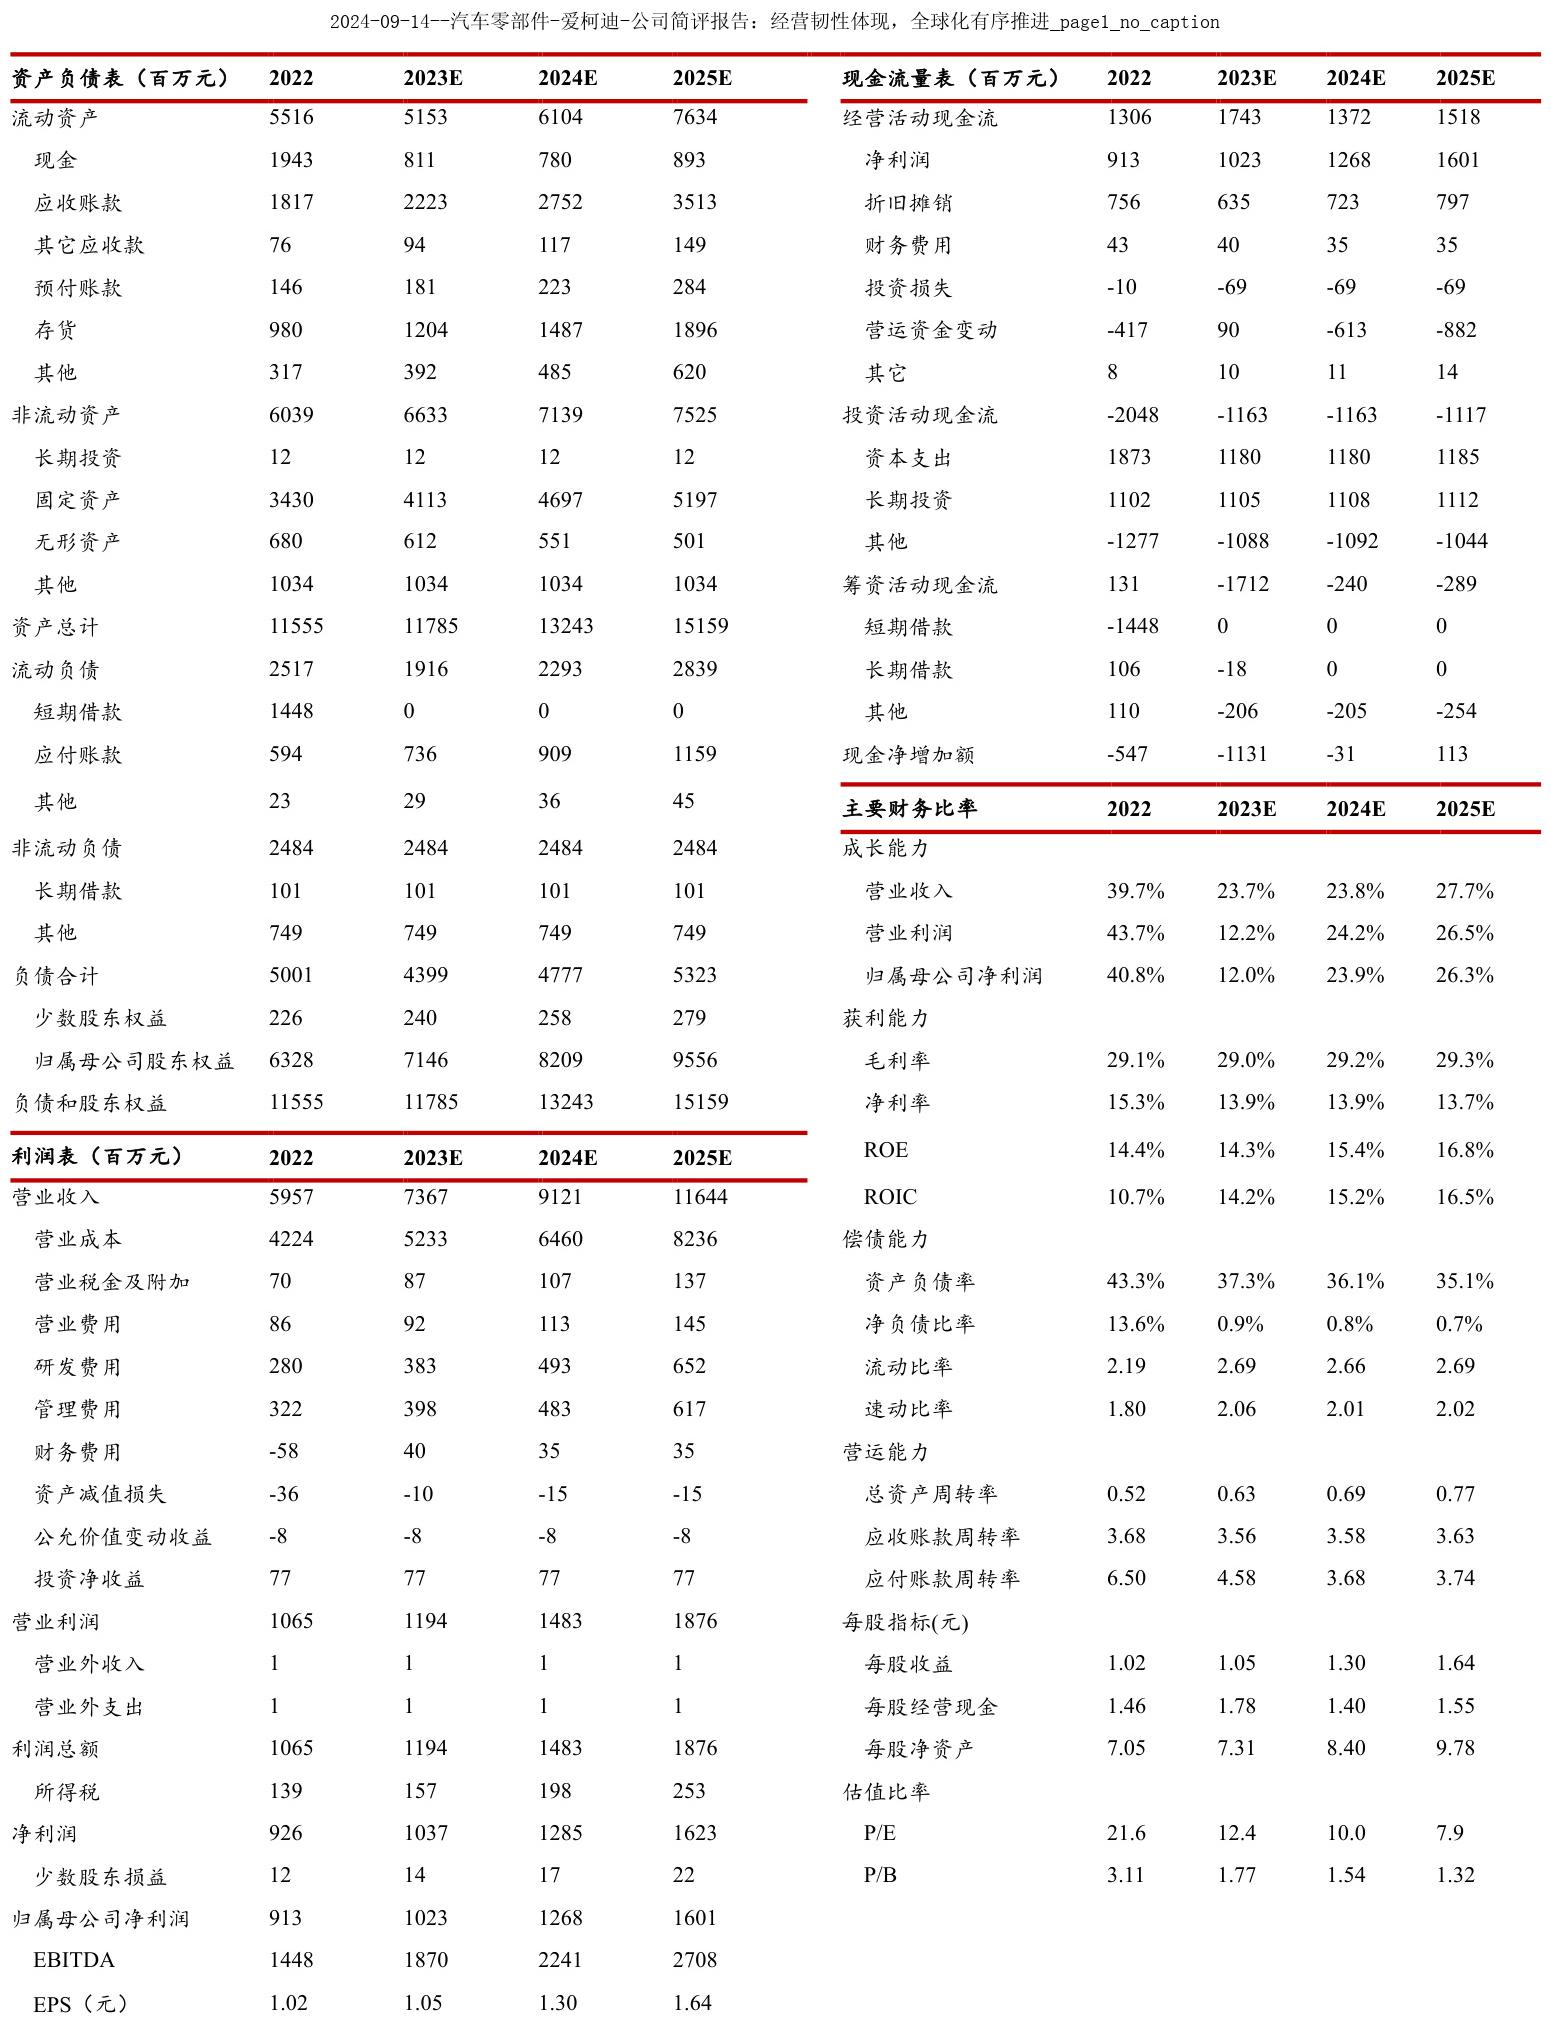 2024-09-14--汽车零部件-爱柯迪-公司简评报告：经营韧性体现，全球化有序推进_page1_no_caption
资产负债表（百万元） 2022 2023E 2024E 2025E
流动资产 5516 5153 6104 7634
现金 1943 811 780 893
应收账款 1817 2223 2752 3513
其它应收款 76 94 117 149
预付账款 146 181 223 284
存货 980 1204 1487 1896
其他 317 392 485 620
非流动资产 6039 6633 7139 7525
长期投资 12 12 12 12
固定资产 3430 4113 4697 5197
无形资产 680 612 551 501
其他 1034 1034 1034 1034
资产总计 11555 11785 13243 15159
流动负债 2517 1916 2293 2839
短期借款 1448 0 0 0
应付账款 594 736 909 1159
其他 23 29 36 45
非流动负债 2484 2484 2484 2484
长期借款 101 101 101 101
其他 749 749 749 749
负债合计 5001 4399 4777 5323
少数股东权益 226 240 258 279
归属母公司股东权益 6328 7146 8209 9556
负债和股东权益 11555 11785 13243 15159
利润表（百万元） 2022 2023E 2024E 2025E
营业收入 5957 7367 9121 11644
营业成本 4224 5233 6460 8236
营业税金及附加 70 87 107 137
营业费用 86 92 113 145
研发费用 280 383 493 652
管理费用 322 398 483 617
财务费用 -58 40 35 35
资产减值损失 -36 -10 -15 -15
公允价值变动收益 -8 -8 -8 -8
投资净收益 77 77 77 77
营业利润 1065 1194 1483 1876
营业外收入 1 1 1 1
营业外支出 1 1 1 1
利润总额 1065 1194 1483 1876
所得税 139 157 198 253
净利润 926 1037 1285 1623
少数股东损益 12 14 17 22
归属母公司净利润 913 1023 1268 1601
EBITDA 1448 1870 2241 2708
EPS（元） 1.02 1.05 1.30 1.64
现金流量表（百万元） 2022 2023E 2024E 2025E
经营活动现金流 1306 1743 1372 1518
净利润 913 1023 1268 1601
折旧摊销 756 635 723 797
财务费用 43 40 35 35
投资损失 -10 -69 -69 -69
营运资金变动 -417 90 -613 -882
其它 8 10 11 14
投资活动现金流 -2048 -1163 -1163 -1117
资本支出 1873 1180 1180 1185
长期投资 1102 1105 1108 1112
其他 -1277 -1088 -1092 -1044
筹资活动现金流 131 -1712 -240 -289
短期借款 -1448 0 0 0
长期借款 106 -18 0 0
其他 110 -206 -205 -254
现金净增加额 -547 -1131 -31 113
主要财务比率 2022 2023E 2024E 2025E
成长能力
营业收入 39.7% 23.7% 23.8% 27.7%
营业利润 43.7% 12.2% 24.2% 26.5%
归属母公司净利润 40.8% 12.0% 23.9% 26.3%
获利能力
毛利率 29.1% 29.0% 29.2% 29.3%
净利率 15.3% 13.9% 13.9% 13.7%
ROE 14.4% 14.3% 15.4% 16.8%
ROIC 10.7% 14.2% 15.2% 16.5%
偿债能力
资产负债率 43.3% 37.3% 36.1% 35.1%
净负债比率 13.6% 0.9% 0.8% 0.7%
流动比率 2.19 2.69 2.66 2.69
速动比率 1.80 2.06 2.01 2.02
营运能力
总资产周转率 0.52 0.63 0.69 0.77
应收账款周转率 3.68 3.56 3.58 3.63
应付账款周转率 6.50 4.58 3.68 3.74
每股指标(元)
每股收益 1.02 1.05 1.30 1.64
每股经营现金 1.46 1.78 1.40 1.55
每股净资产 7.05 7.31 8.40 9.78
估值比率
P/E 21.6 12.4 10.0 7.9
P/B 3.11 1.77 1.54 1.32